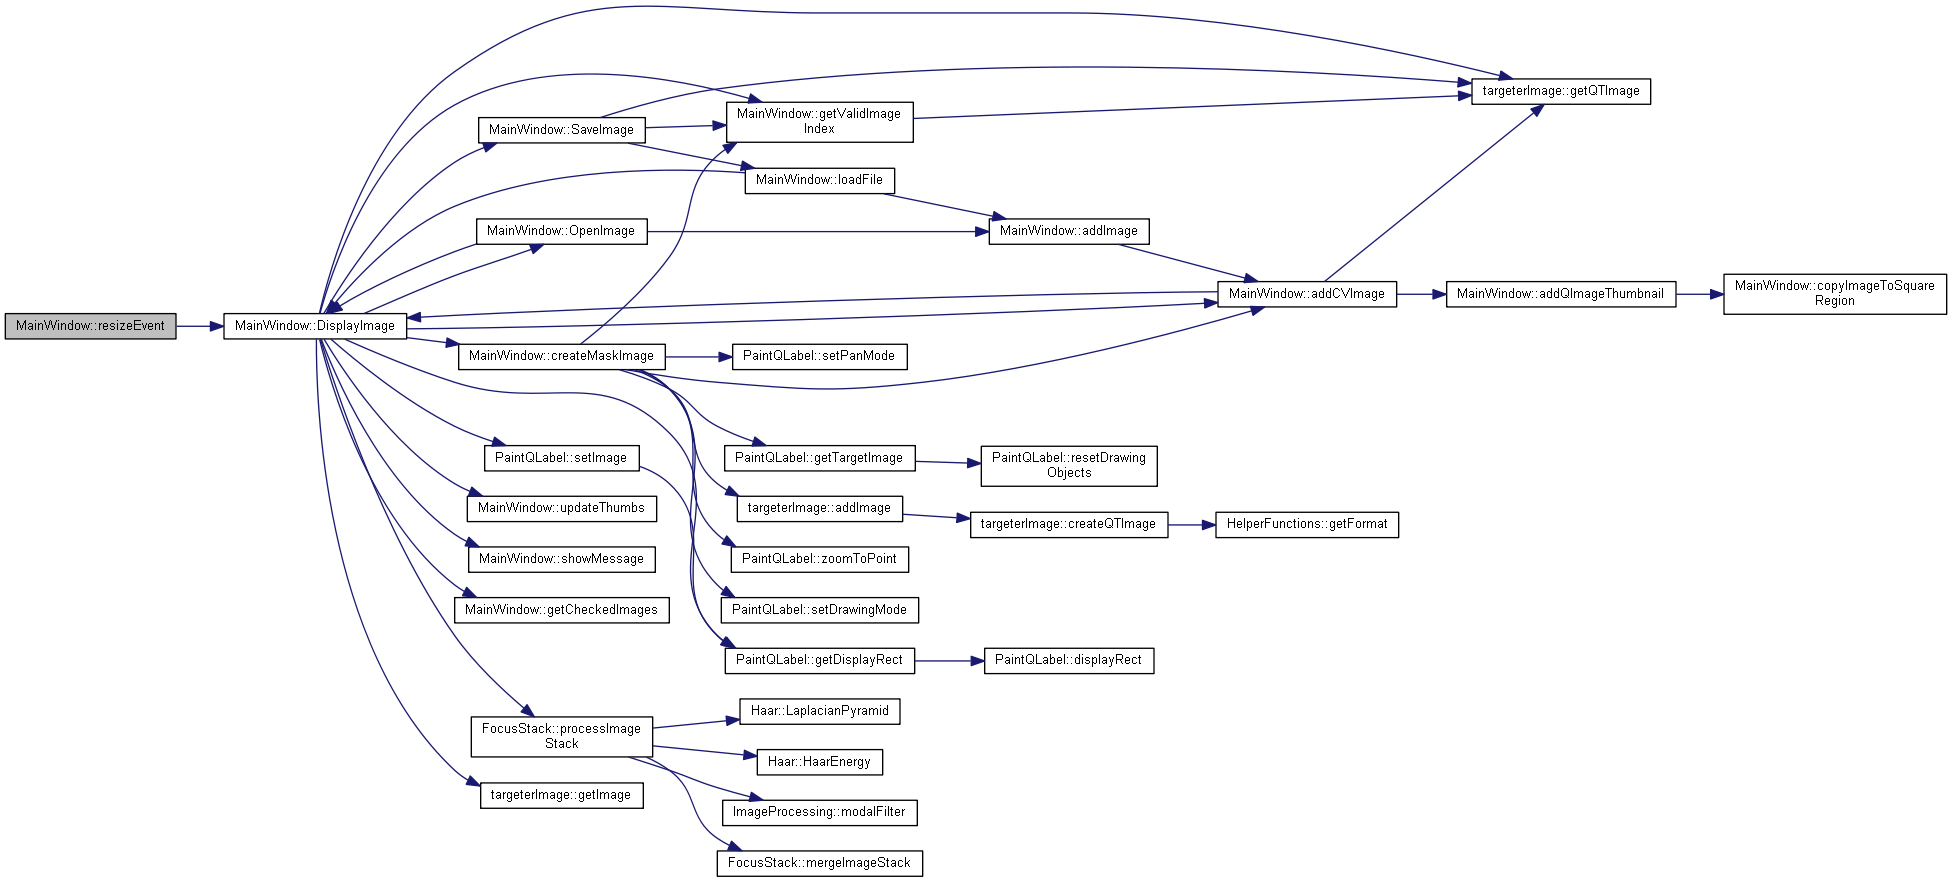 targeterImage::getQTImage
MainWindow::getValidImage
Index
MainWindow::SaveImage
MainWindow::loadFile
MainWindow::OpenImage
MainWindow::addImage
MainWindow::addCVImage
MainWindow::addQImageThumbnail
MainWindow::copyImageToSquare
Region
MainWindow::resizeEvent
MainWindow::DisplayImage
MainWindow::createMaskImage
PaintQLabel::setPanMode
PaintQLabel::setImage
PaintQLabel::getTargetImage
PaintQLabel::resetDrawing
Objects
MainWindow::updateThumbs
targeterImage::addImage
targeterImage::createQTImage
HelperFunctions::getFormat
MainWindow::showMessage
PaintQLabel::zoomToPoint
MainWindow::getCheckedImages
PaintQLabel::setDrawingMode
PaintQLabel::getDisplayRect
PaintQLabel::displayRect
FocusStack::processImage
Stack
Haar::LaplacianPyramid
Haar::HaarEnergy
targeterImage::getImage
ImageProcessing::modalFilter
FocusStack::mergeImageStack